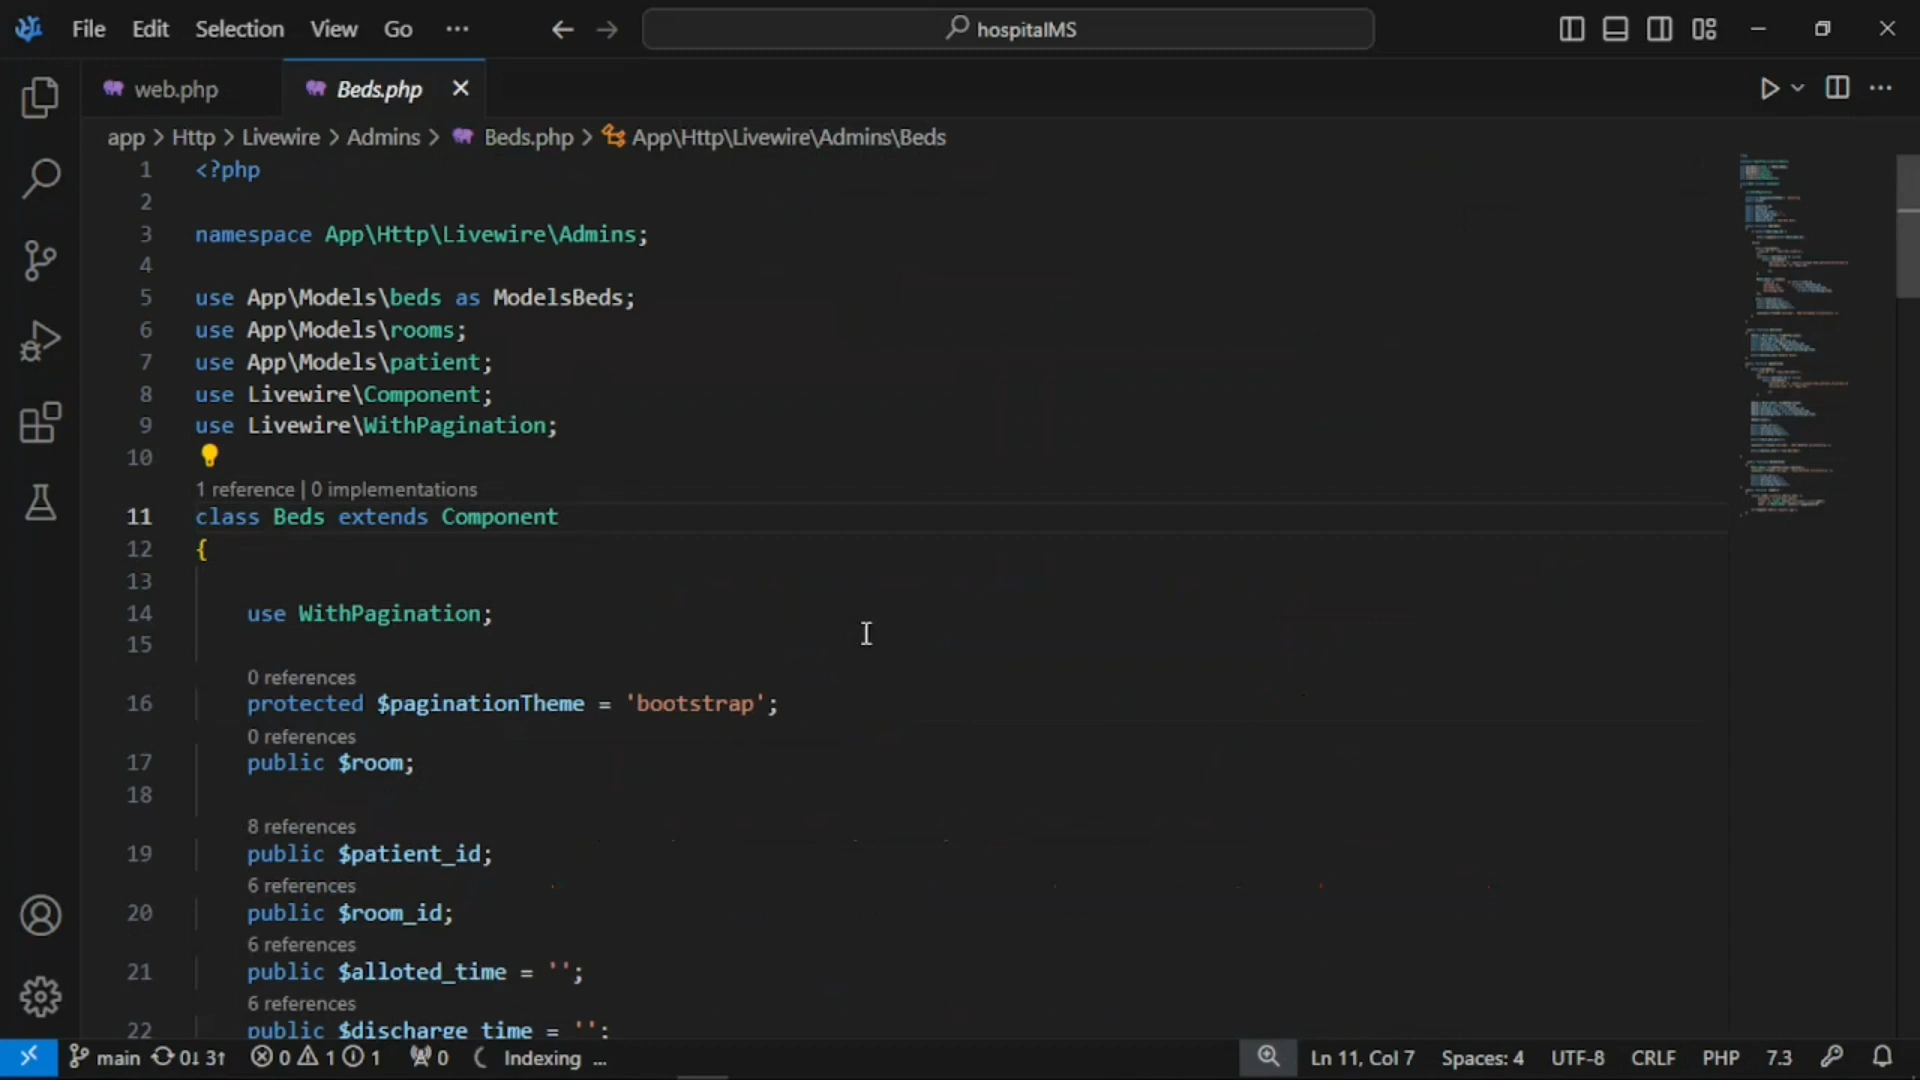 File Edit Selection View Go ··· hospitalMS
web.php Beds.php
app > Http > Livewire > Admins > Beds.php > App\Http\Livewire\Admins\Beds
1 <?php
2
3 namespace App\Http\Livewire\Admins;
4
5 use App\Models\beds as ModelsBeds;
6 use App\Models\rooms;
7 use App\Models\patient;
8 use Livewire\Component;
9 use Livewire\WithPagination;
10
1 reference | 0 implementations
11 class Beds extends Component
12 {
13
14 use WithPagination;
15
0 references
16 protected $paginationTheme = 'bootstrap';
0 references
17 public $room;
18
8 references
19 public $patient_id;
6 references
20 public $room_id;
6 references
21 public $alloted_time = '';
6 references
22 public $discharge_time = '';
main 0↓ 3↑ 0 1 1 0 Indexing ... Ln 11, Col 7 Spaces: 4 UTF-8 CRLF PHP 7.3